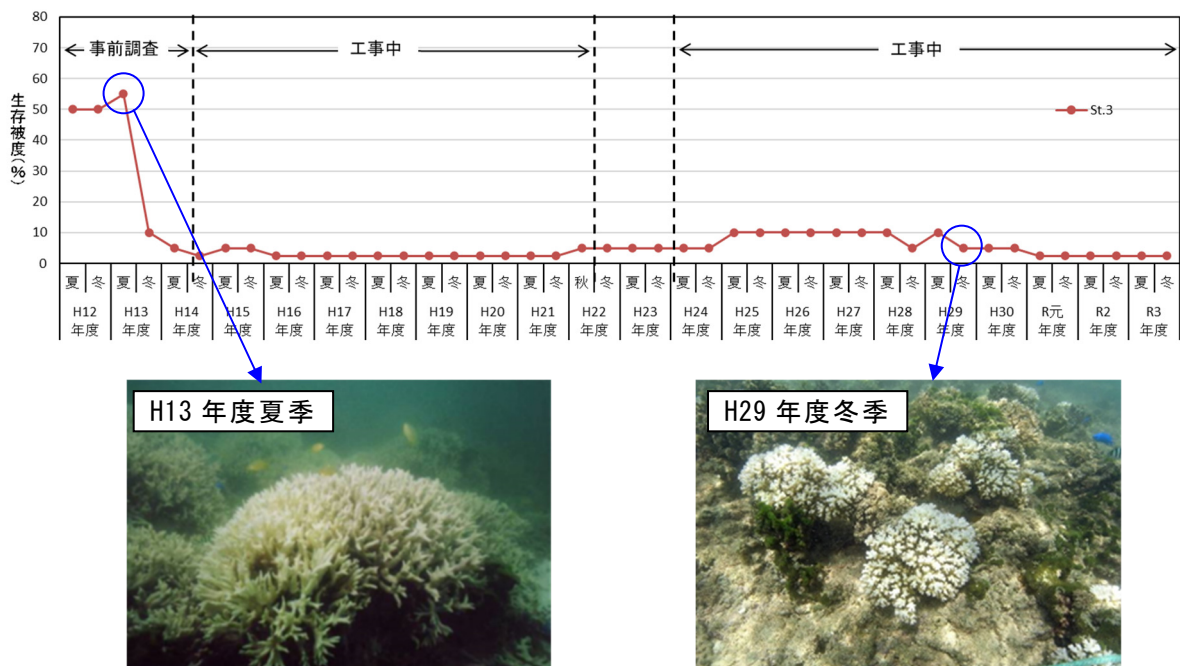 80
70
60
50
40
30
20
10
0
生存被度(%)
事前調査
工事中
工事中
St.3
夏 冬 夏 冬 夏 冬 夏 冬 夏 冬 夏 冬 夏 冬 夏 冬 夏 冬 夏 冬 秋 冬 夏 冬 夏 冬 夏 冬 夏 冬 夏 冬 夏 冬 夏 冬 夏 冬 夏 冬 夏 冬 夏 冬
H12 H13 H14 H15 H16 H17 H18 H19 H20 H21 H22 H23 H24 H25 H26 H27 H28 H29 H30 R元 R2 R3
年度 年度 年度 年度 年度 年度 年度 年度 年度 年度 年度 年度 年度 年度 年度 年度 年度 年度 年度 年度 年度 年度
H13 年度夏季
H29 年度冬季